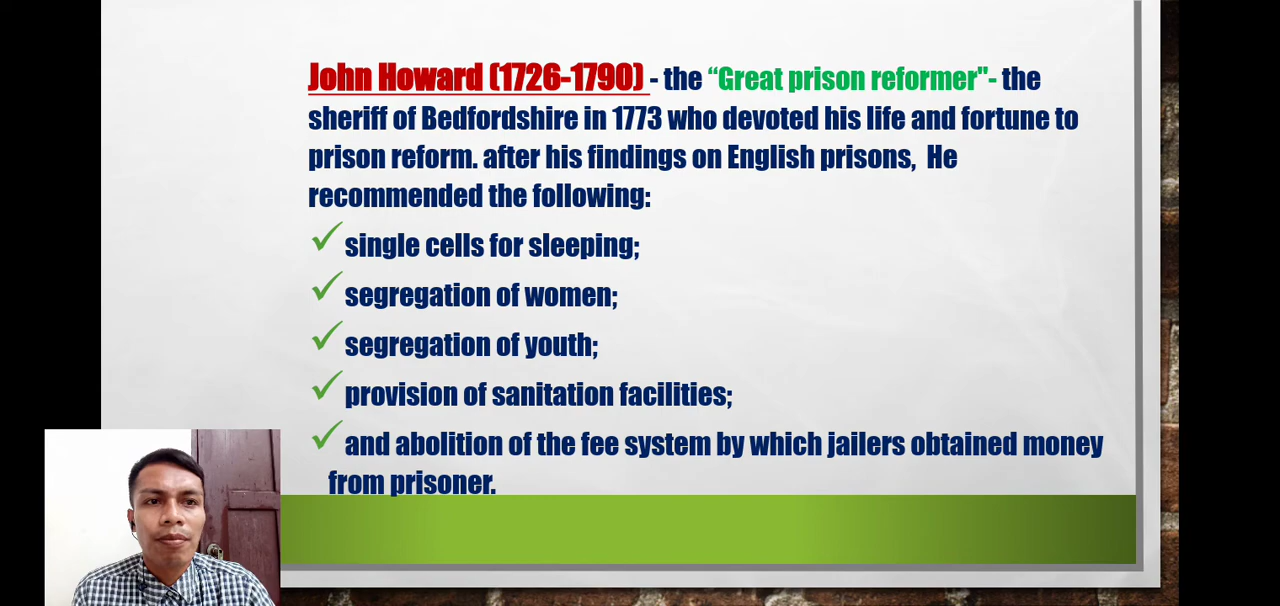 John Howard (1726-1790) - the “Great prison reformer"- the
sheriff of Bedfordshire in 1773 who devoted his life and fortune to
prison reform. after his findings on English prisons, He
recommended the following:
✓single cells for sleeping;
✓segregation of women;
✓segregation of youth;
✓provision of sanitation facilities;
✓and abolition of the fee system by which jailers obtained money
from prisoner.